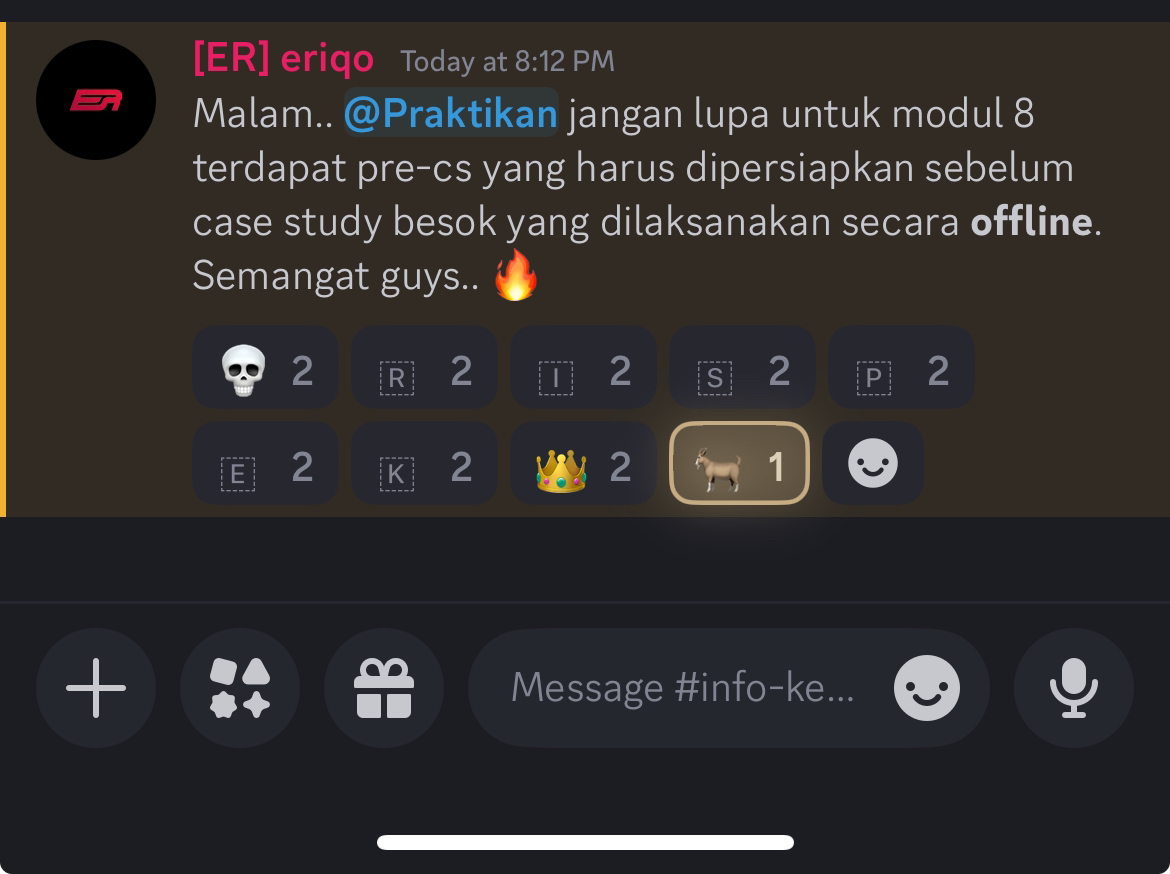 [ER] eriqo Today at 8:12 PM
ER
Malam.. @Praktikan jangan lupa untuk modul 8
terdapat pre-cs yang harus dipersiapkan sebelum
case study besok yang dilaksanakan secara offline.
Semangat guys.. 🔥
💀 2 R 2 I 2 S 2 P 2
E 2 K 2 👑 2 🐐 1
Message #info-ke...